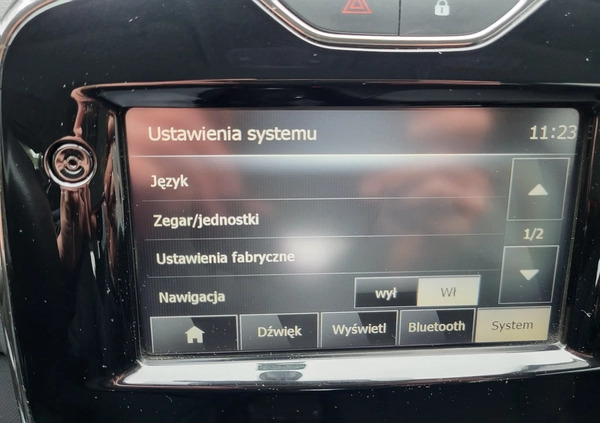 Ustawienia systemu 11:23
Język
Zegar/jednostki
1/2
Ustawienia fabryczne
Nawigacja wył Wł
Dźwięk Wyświetl Bluetooth System